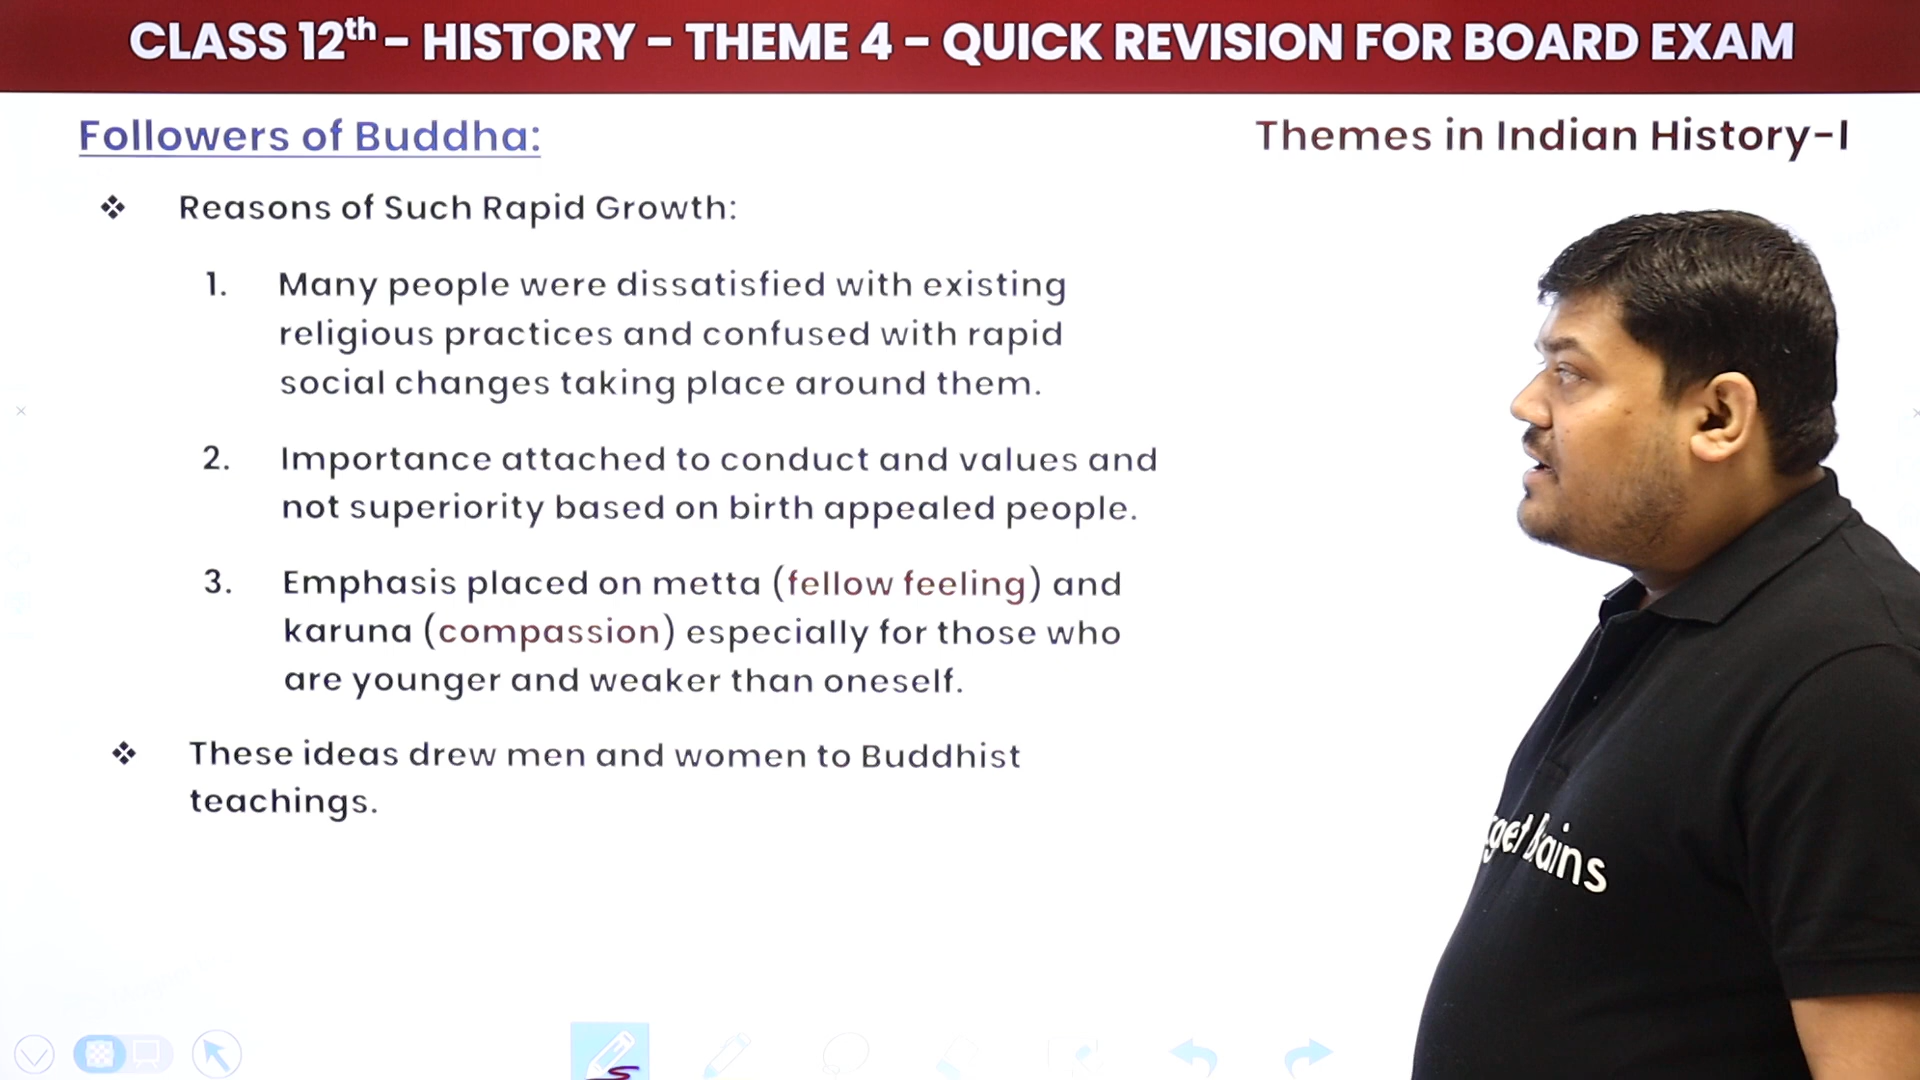 CLASS 12th – HISTORY – THEME 4 – QUICK REVISION FOR BOARD EXAM
Followers of Buddha:
Themes in Indian History-I
❖ Reasons of Such Rapid Growth:
1. Many people were dissatisfied with existing
religious practices and confused with rapid
social changes taking place around them.
2. Importance attached to conduct and values and
not superiority based on birth appealed people.
3. Emphasis placed on metta (fellow feeling) and
karuna (compassion) especially for those who
are younger and weaker than oneself.
❖ These ideas drew men and women to Buddhist
teachings.